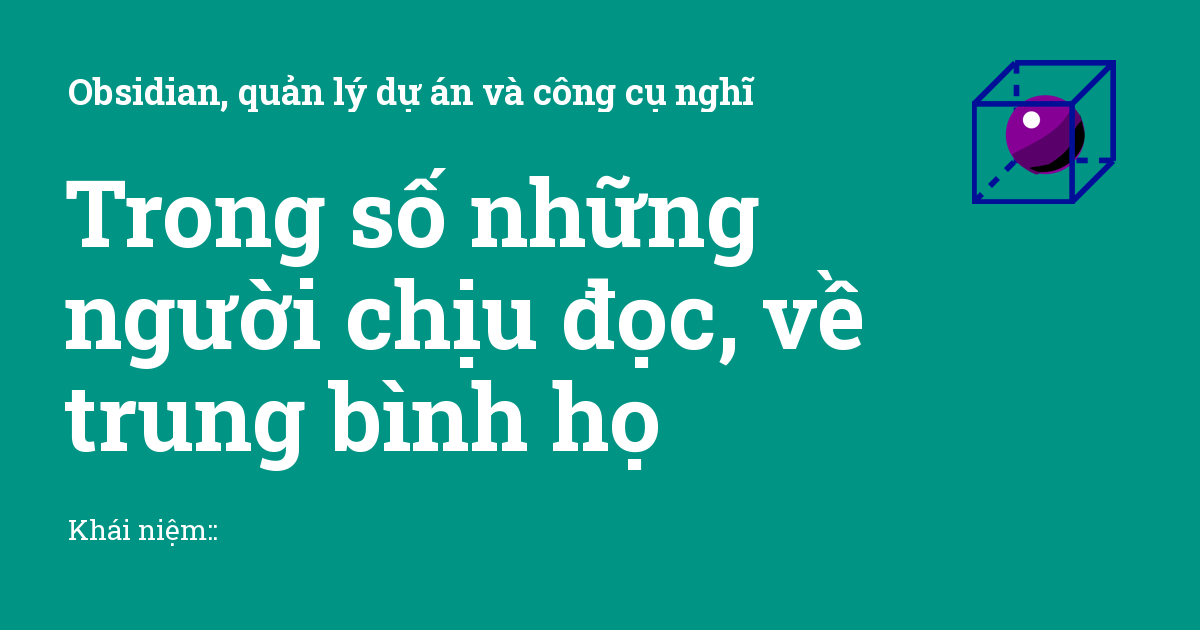 Obsidian, quản lý dự án và công cụ nghĩ
Trong số những
người chịu đọc, về
trung bình họ
Khái niệm::